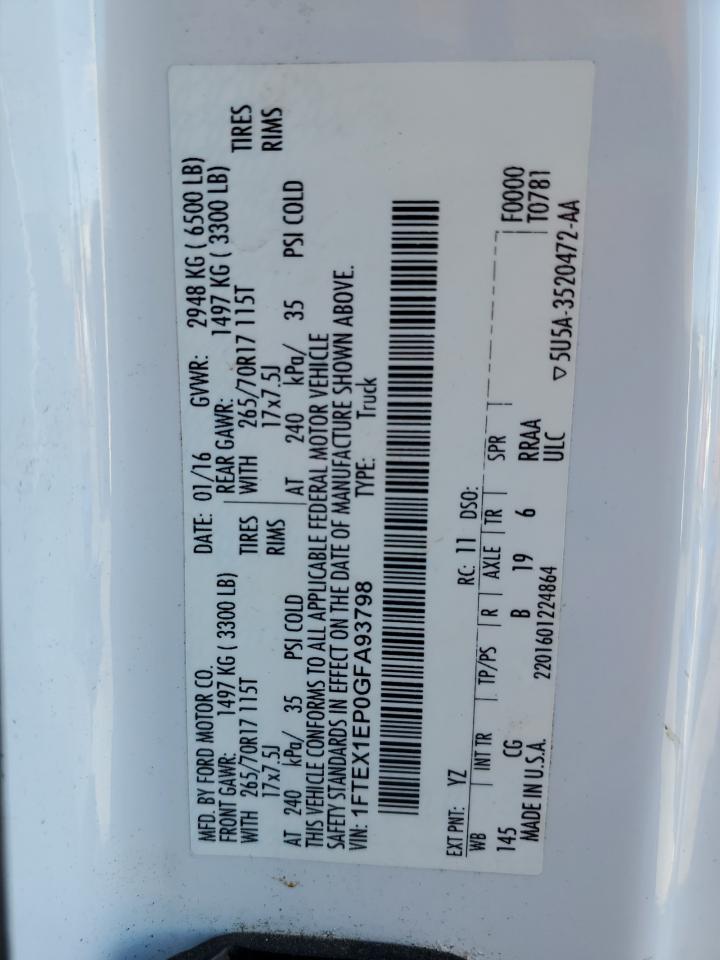 MFD. BY FORD MOTOR CO.
DATE: 01/16 GVWR: 2948 KG ( 6500 LB)
FRONT GAWR: 1497 KG ( 3300 LB) REAR GAWR: 1497 KG ( 3300 LB)
WITH 265/70R17 115T TIRES WITH 265/70R17 115T TIRES
17x7.5J RIMS 17x7.5J RIMS
AT 240 kPa/ 35 PSI COLD AT 240 kPa/ 35 PSI COLD
THIS VEHICLE CONFORMS TO ALL APPLICABLE FEDERAL MOTOR VEHICLE
SAFETY STANDARDS IN EFFECT ON THE DATE OF MANUFACTURE SHOWN ABOVE.
VIN: 1FTEX1EP0GFA93798 TYPE: Truck
EXT PNT: YZ RC: 11 DSO:
WB INT TR TP/PS R AXLE TR SPR F0000
145 CG B 19 6 RRAA T0781
MADE IN U.S.A. 2201601224864 ULC
▽5U5A-3520472-AA